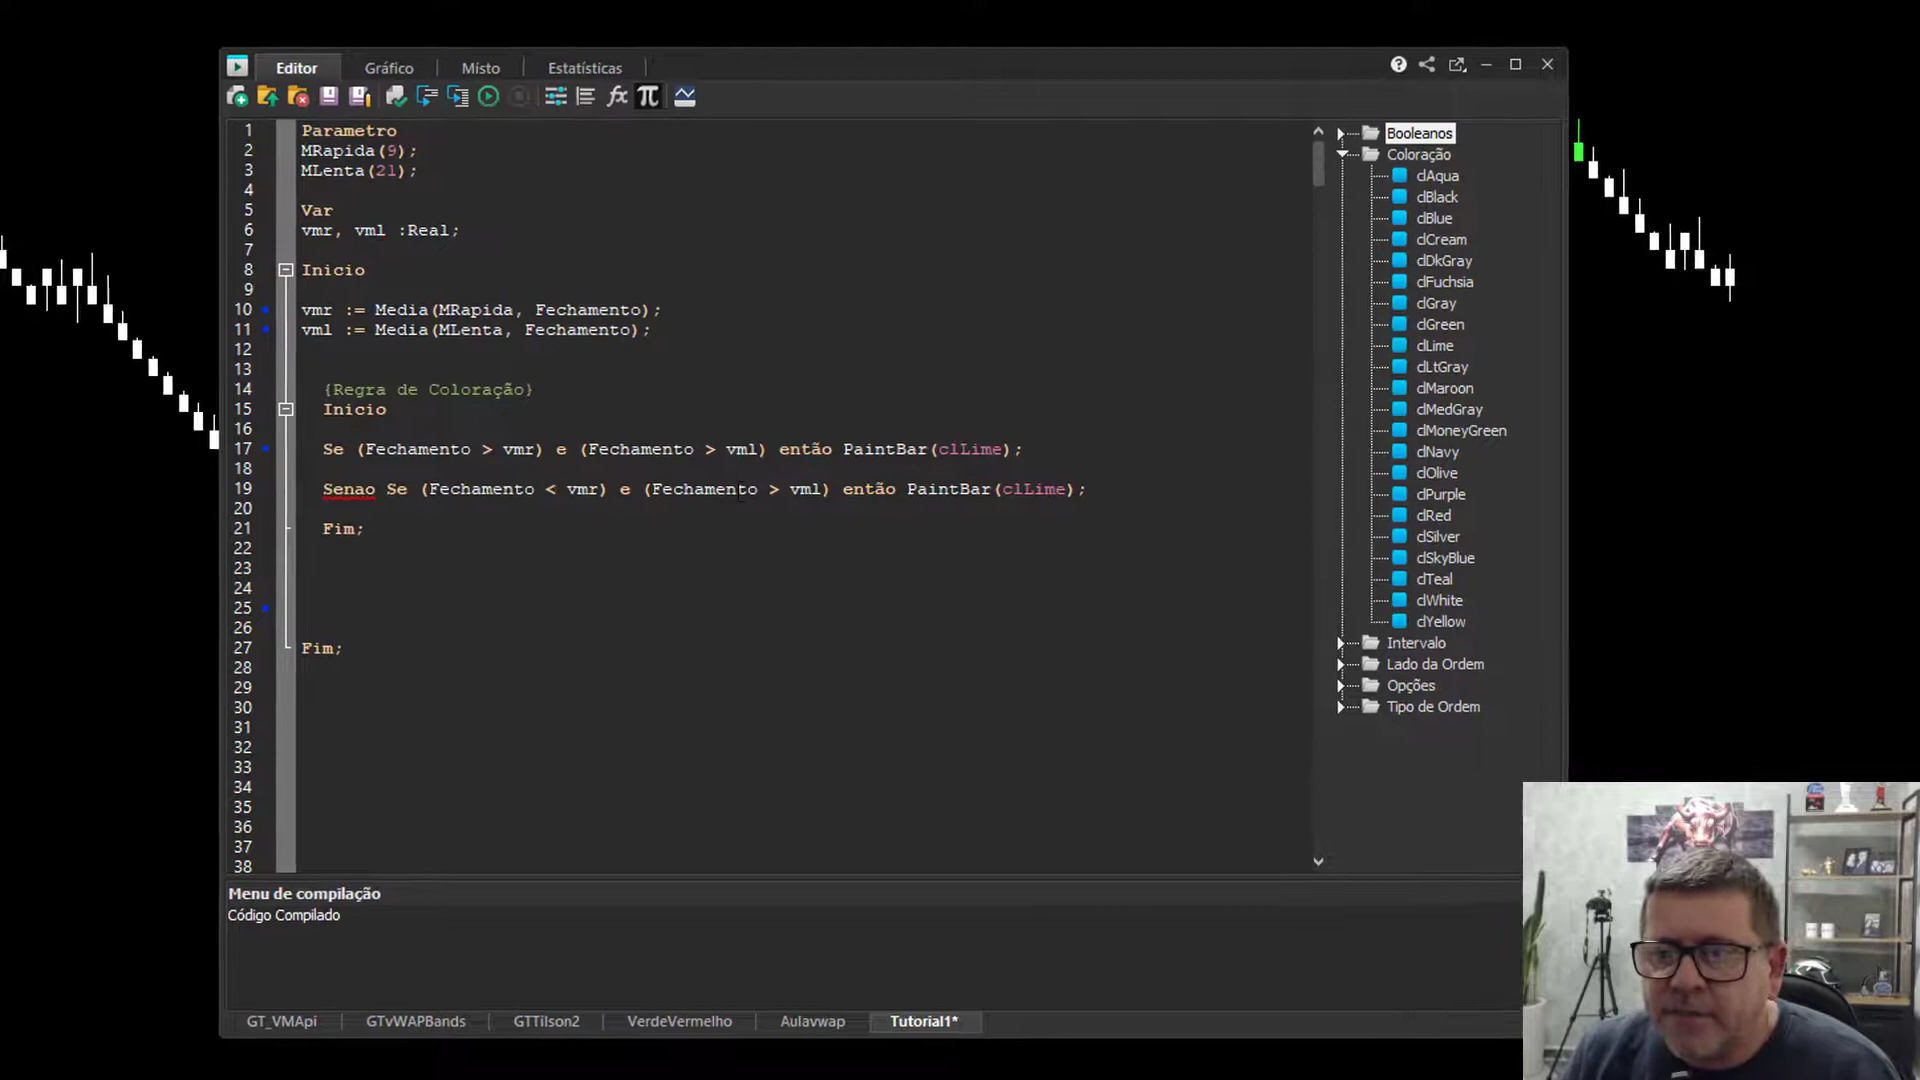 Editor Gráfico Misto Estatísticas
1 Parametro
2 MRapida(9);
3 MLenta(21);
4
5 Var
6 vmr, vml :Real;
7
8 Inicio
9
10 vmr := Media(MRapida, Fechamento);
11 vml := Media(MLenta, Fechamento);
12
13
14 {Regra de Coloração}
15 Inicio
16
17 Se (Fechamento > vmr) e (Fechamento > vml) então PaintBar(clLime);
18
19 Senao Se (Fechamento < vmr) e (Fechamento > vml) então PaintBar(clLime);
20
21 Fim;
22
23
24
25
26
27 Fim;
28
29
30
31
32
33
34
35
36
37
38
Booleanos
Coloração
clAqua
clBlack
clBlue
clCream
clDkGray
clFuchsia
clGray
clGreen
clLime
clLtGray
clMaroon
clMedGray
clMoneyGreen
clNavy
clOlive
clPurple
clRed
clSilver
clSkyBlue
clTeal
clWhite
clYellow
Intervalo
Lado da Ordem
Opções
Tipo de Ordem
Menu de compilação
Código Compilado
GT_VMApi GTvWAPBands GTTilson2 VerdeVermelho Aulavwap Tutorial1*